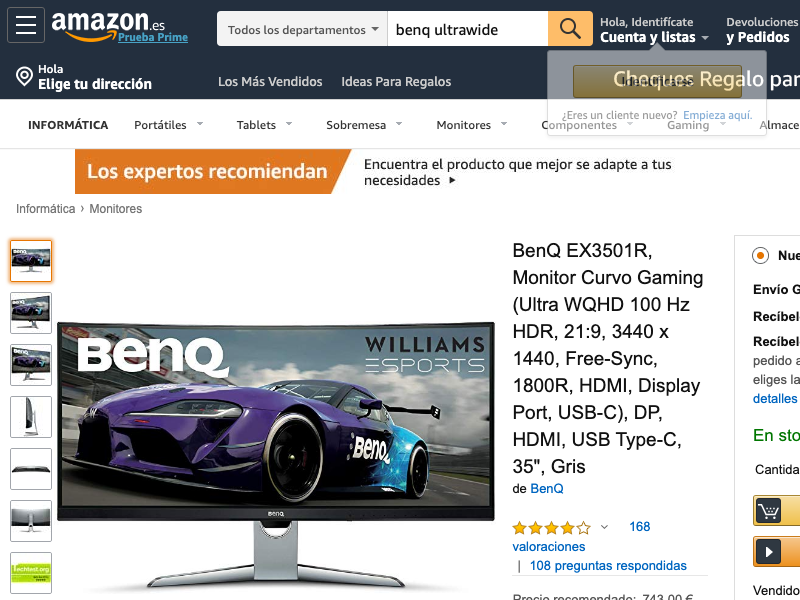 amazon.es
Prueba Prime
Todos los departamentos
benq ultrawide
Hola, Identifícate
Cuenta y listas
Devoluciones
y Pedidos
Hola
Elige tu dirección
Los Más Vendidos
Ideas Para Regalos
Cheques Regalo par
¿Eres un cliente nuevo? Empieza aquí.
INFORMÁTICA
Portátiles
Tablets
Sobremesa
Monitores
Componentes
Gaming
Almace
Los expertos recomiendan
Encuentra el producto que mejor se adapte a tus
necesidades
Informática › Monitores
BenQ
WILLIAMS
ESPORTS
BenQ
BenQ
Techtest.org
BenQ EX3501R,
Monitor Curvo Gaming
(Ultra WQHD 100 Hz
HDR, 21:9, 3440 x
1440, Free-Sync,
1800R, HDMI, Display
Port, USB-C), DP,
HDMI, USB Type-C,
35", Gris
de BenQ
168
valoraciones
| 108 preguntas respondidas
Precio recomendado: 743,00 €
Nue
Envío G
Recíbel
Recíbel
pedido a
eliges la
detalles
En sto
Cantida
Vendido